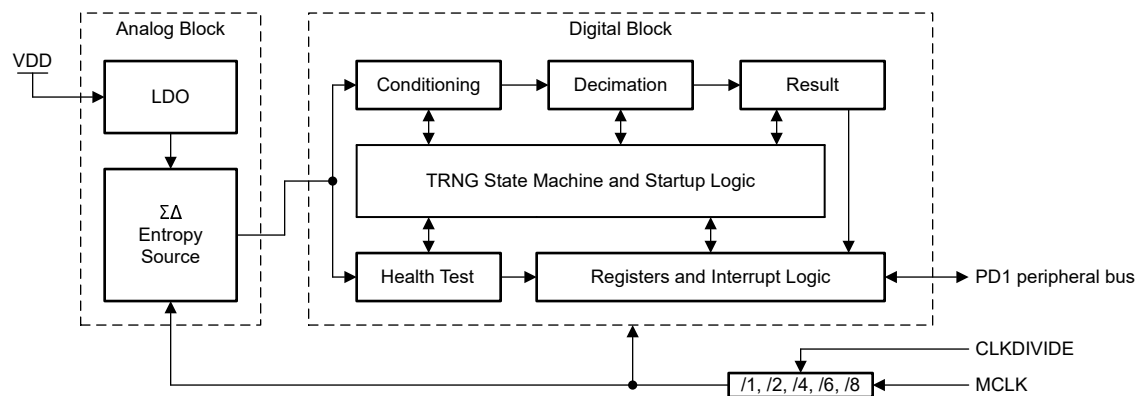 Analog Block
Digital Block
VDD
LDO
Conditioning
Decimation
Result
TRNG State Machine and Startup Logic
ΣΔ
Entropy
Source
Health Test
Registers and Interrupt Logic
PD1 peripheral bus
CLKDIVIDE
/1, /2, /4, /6, /8
MCLK